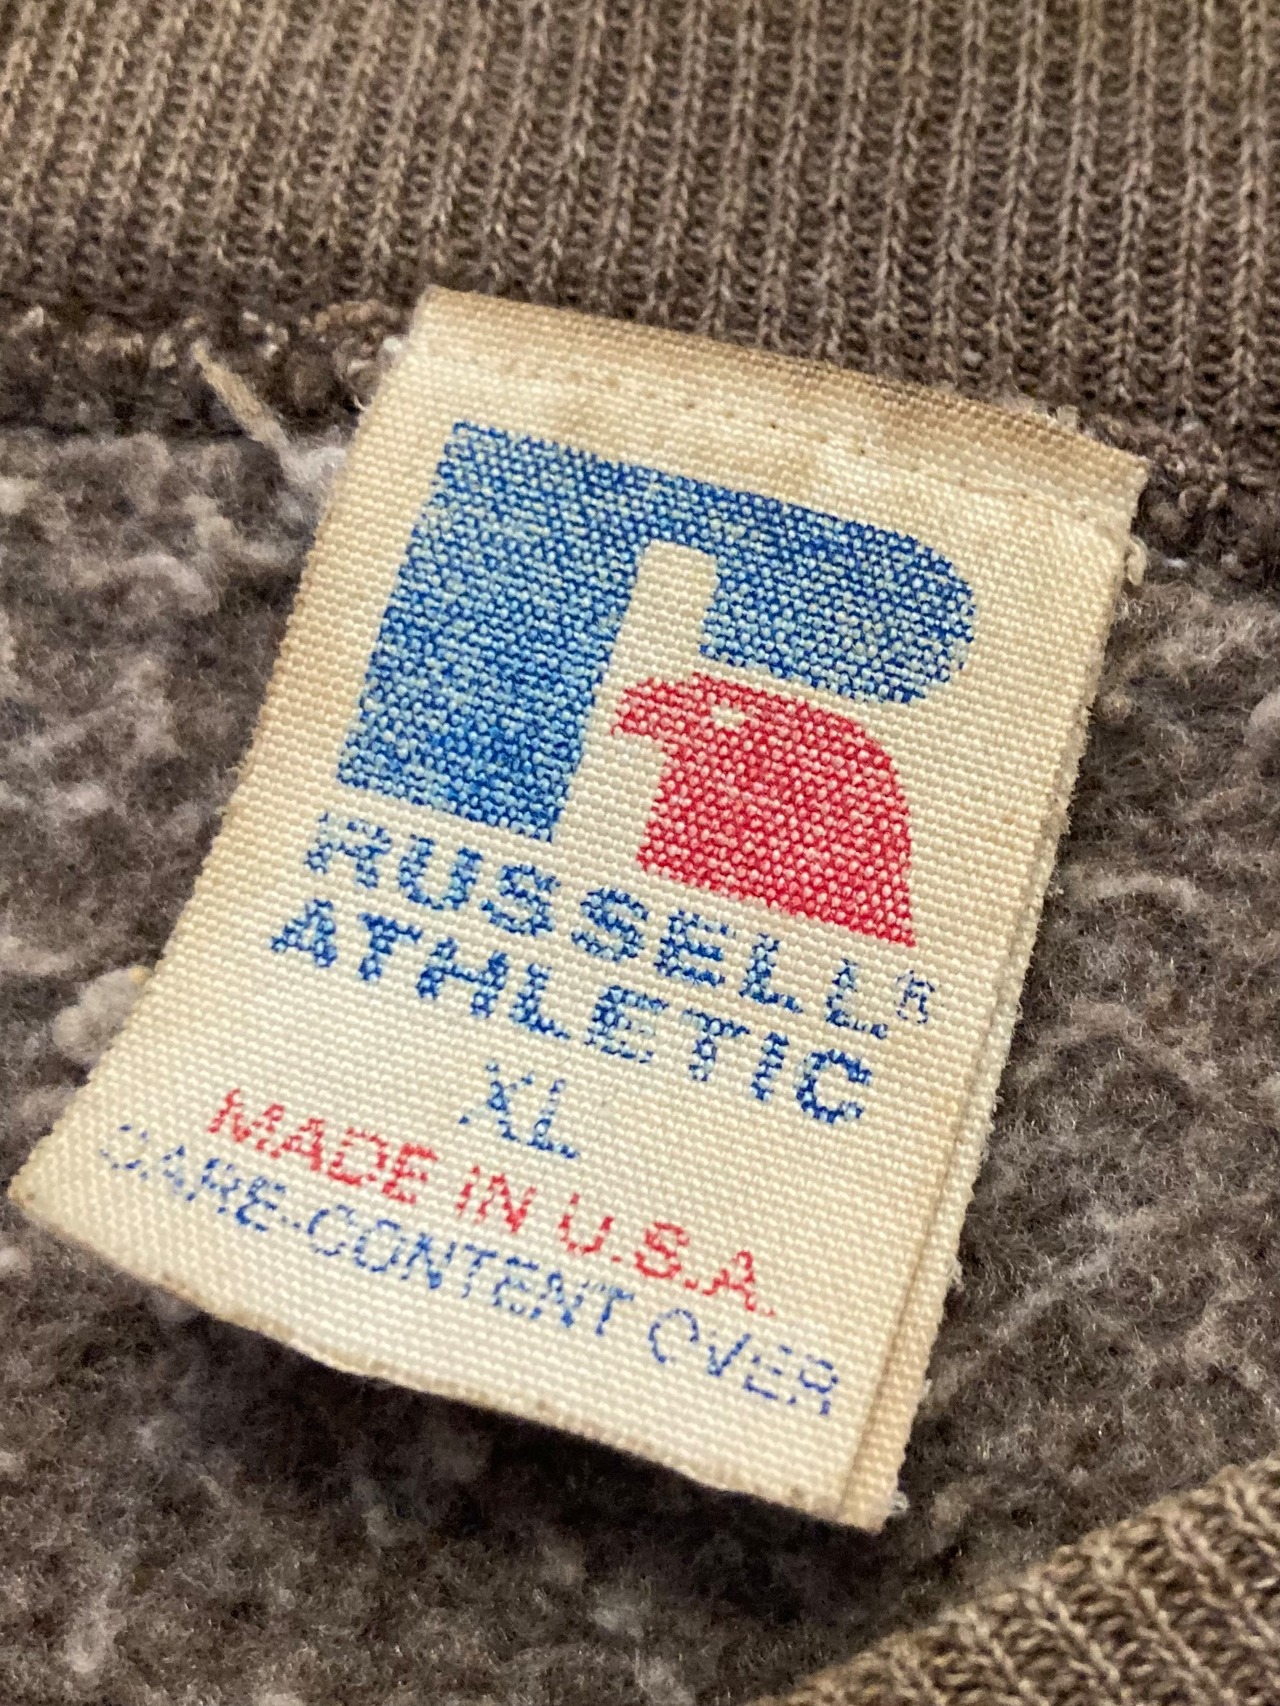 RUSSELL®
ATHLETIC
XL
MADE IN U.S.A.
CARE-CONTENT OVER